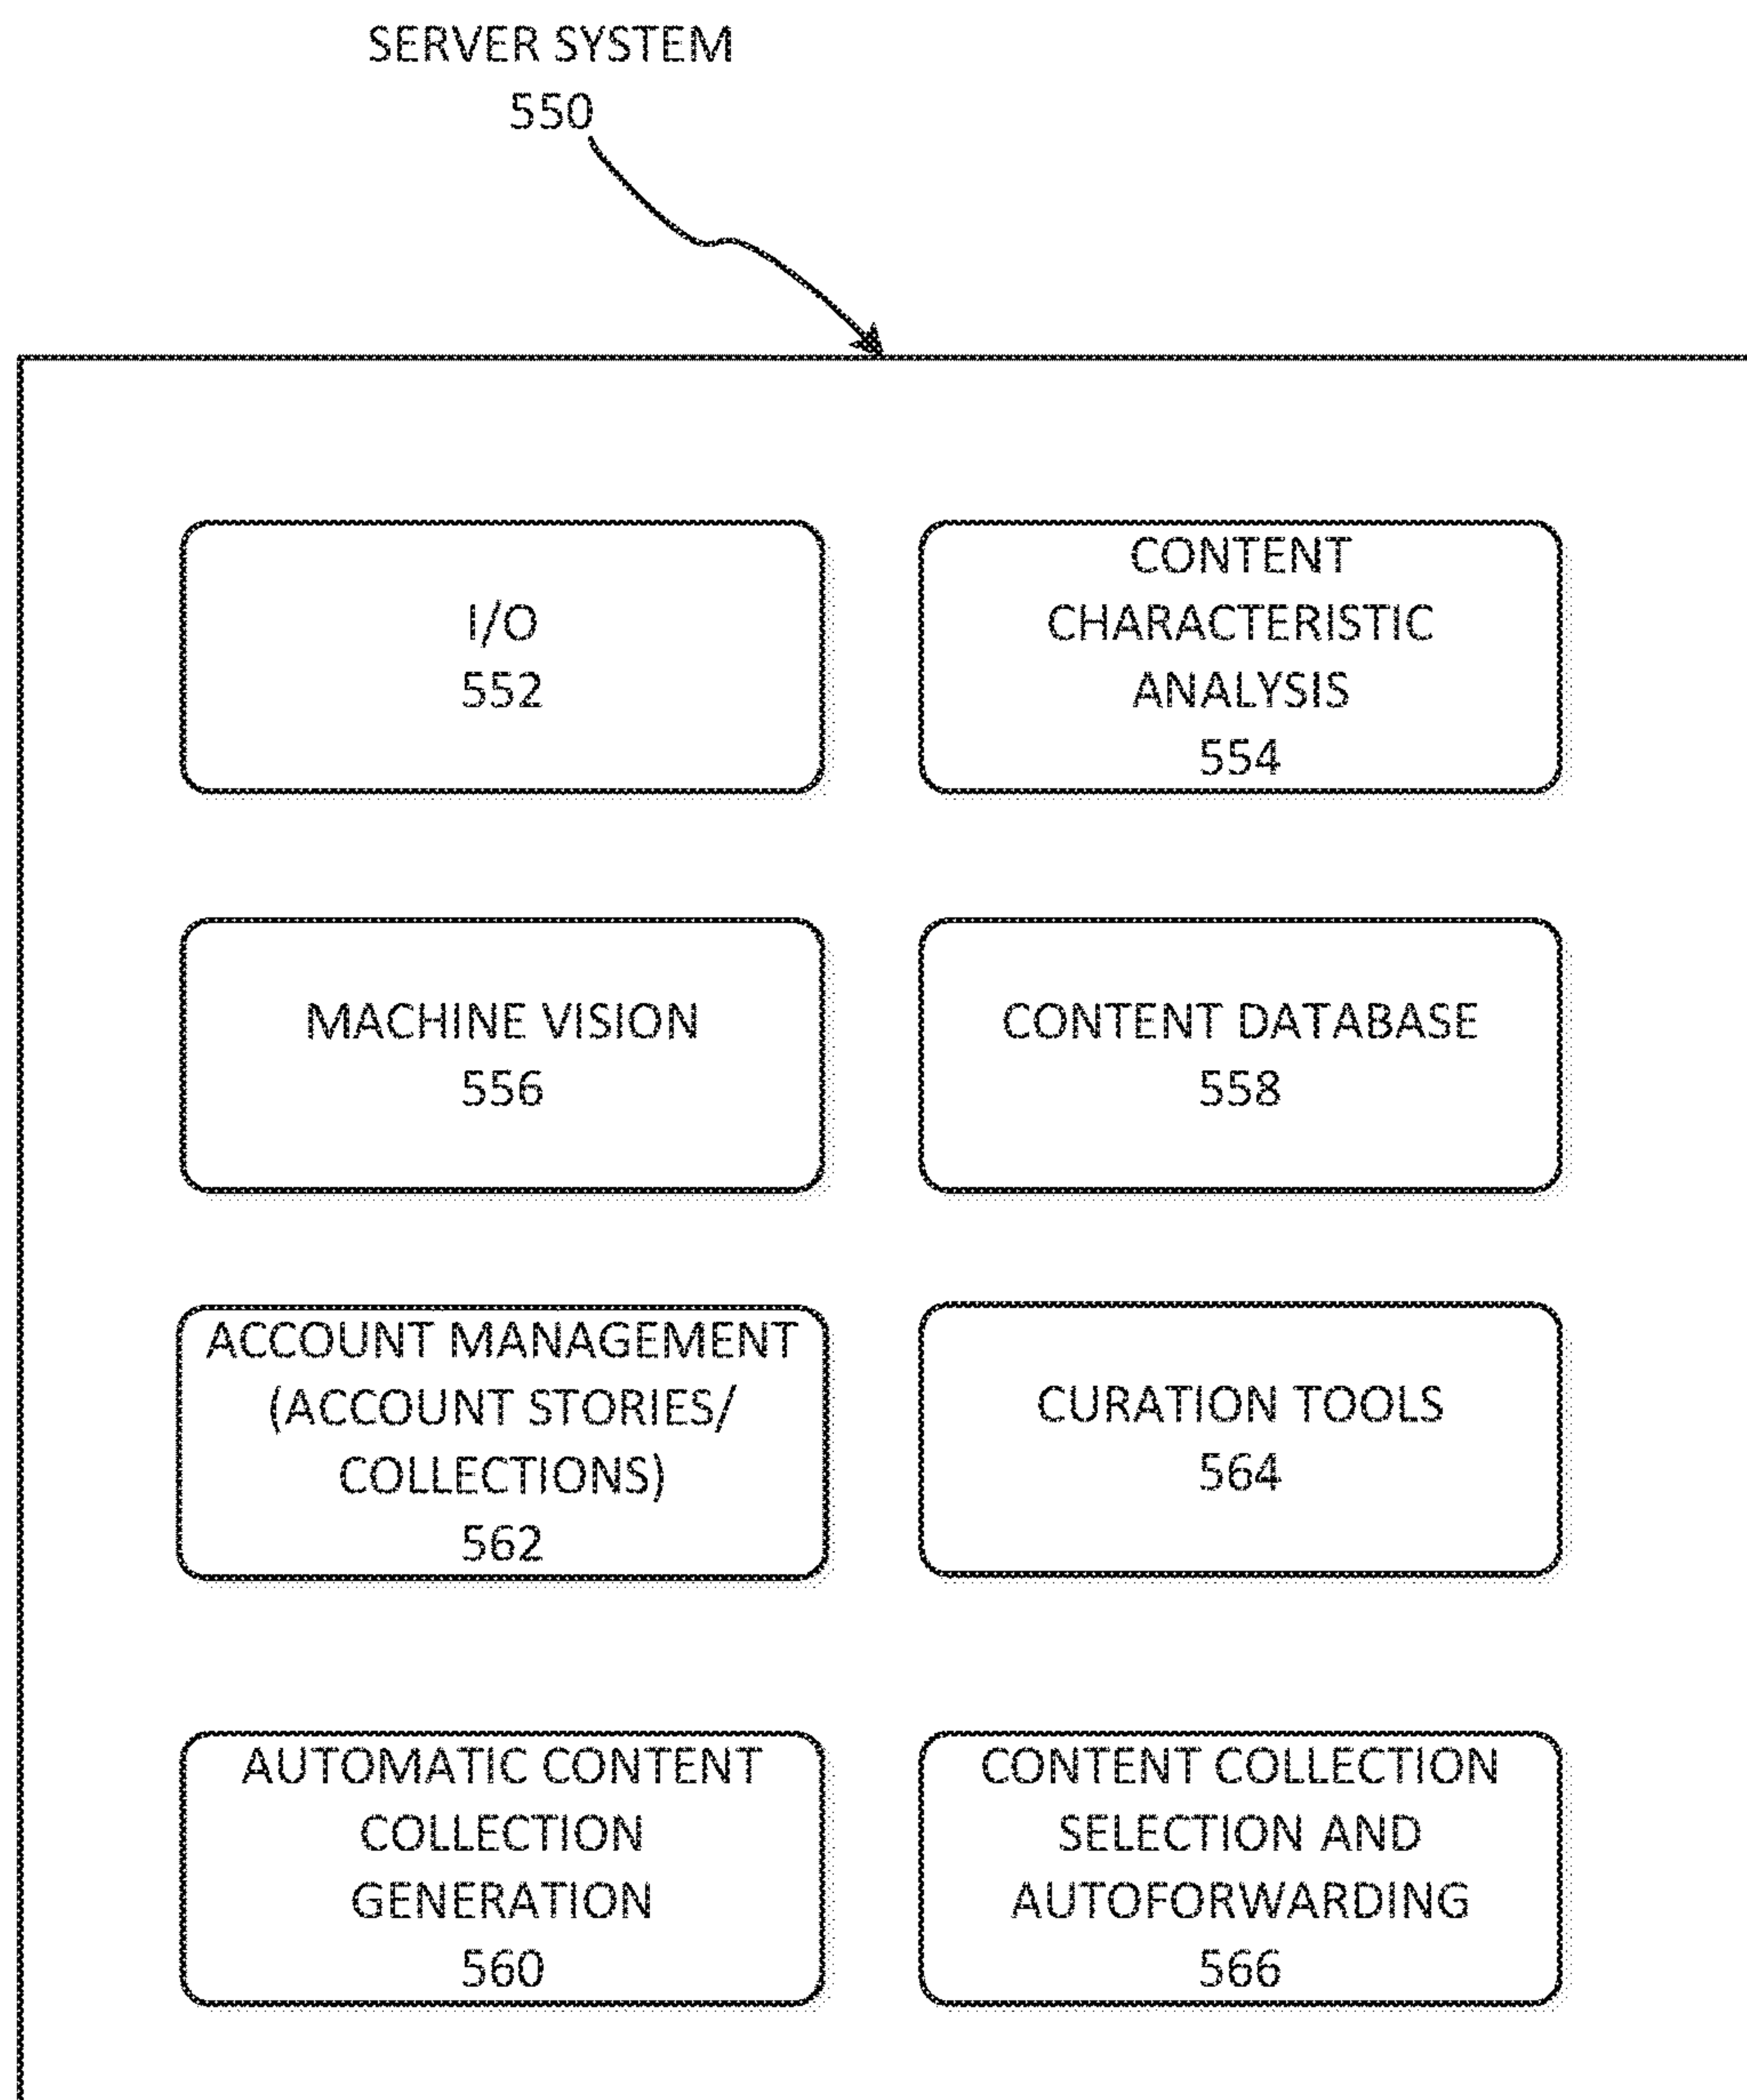 SERVER SYSTEM
550
I/O
552
CONTENT
CHARACTERISTIC
ANALYSIS
554
MACHINE VISION
556
CONTENT DATABASE
558
ACCOUNT MANAGEMENT
(ACCOUNT STORIES/
COLLECTIONS)
562
CURATION TOOLS
564
AUTOMATIC CONTENT
COLLECTION
GENERATION
560
CONTENT COLLECTION
SELECTION AND
AUTOFORWARDING
566